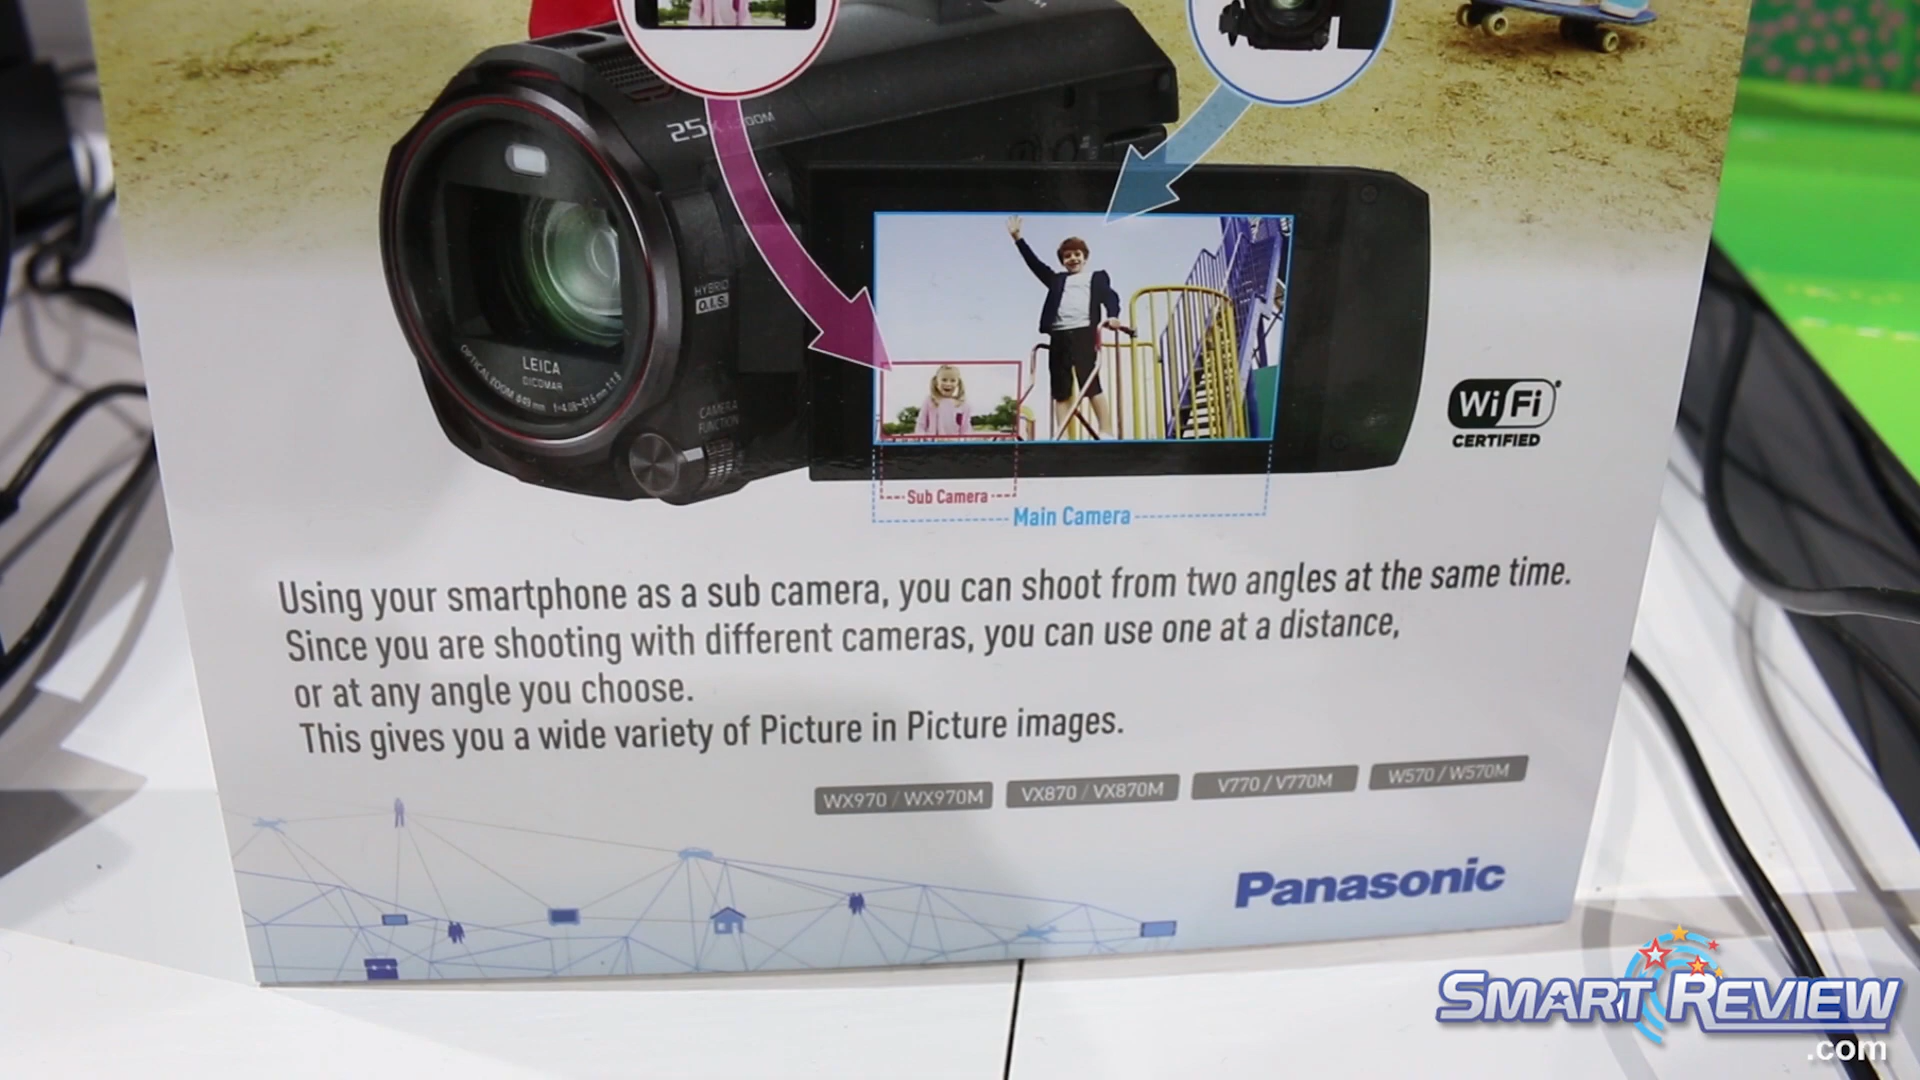 25x ZOOM
HYBRID
O.I.S.
LEICA
DICOMAR
CAMERA
FUNCTION
Wi Fi
CERTIFIED
Sub Camera
Main Camera
Using your smartphone as a sub camera, you can shoot from two angles at the same time.
Since you are shooting with different cameras, you can use one at a distance,
or at any angle you choose.
This gives you a wide variety of Picture in Picture images.
WX970 / WX970M VX870 / VX870M V770 / V770M W570 / W570M
Panasonic
SMART REVIEW
.com